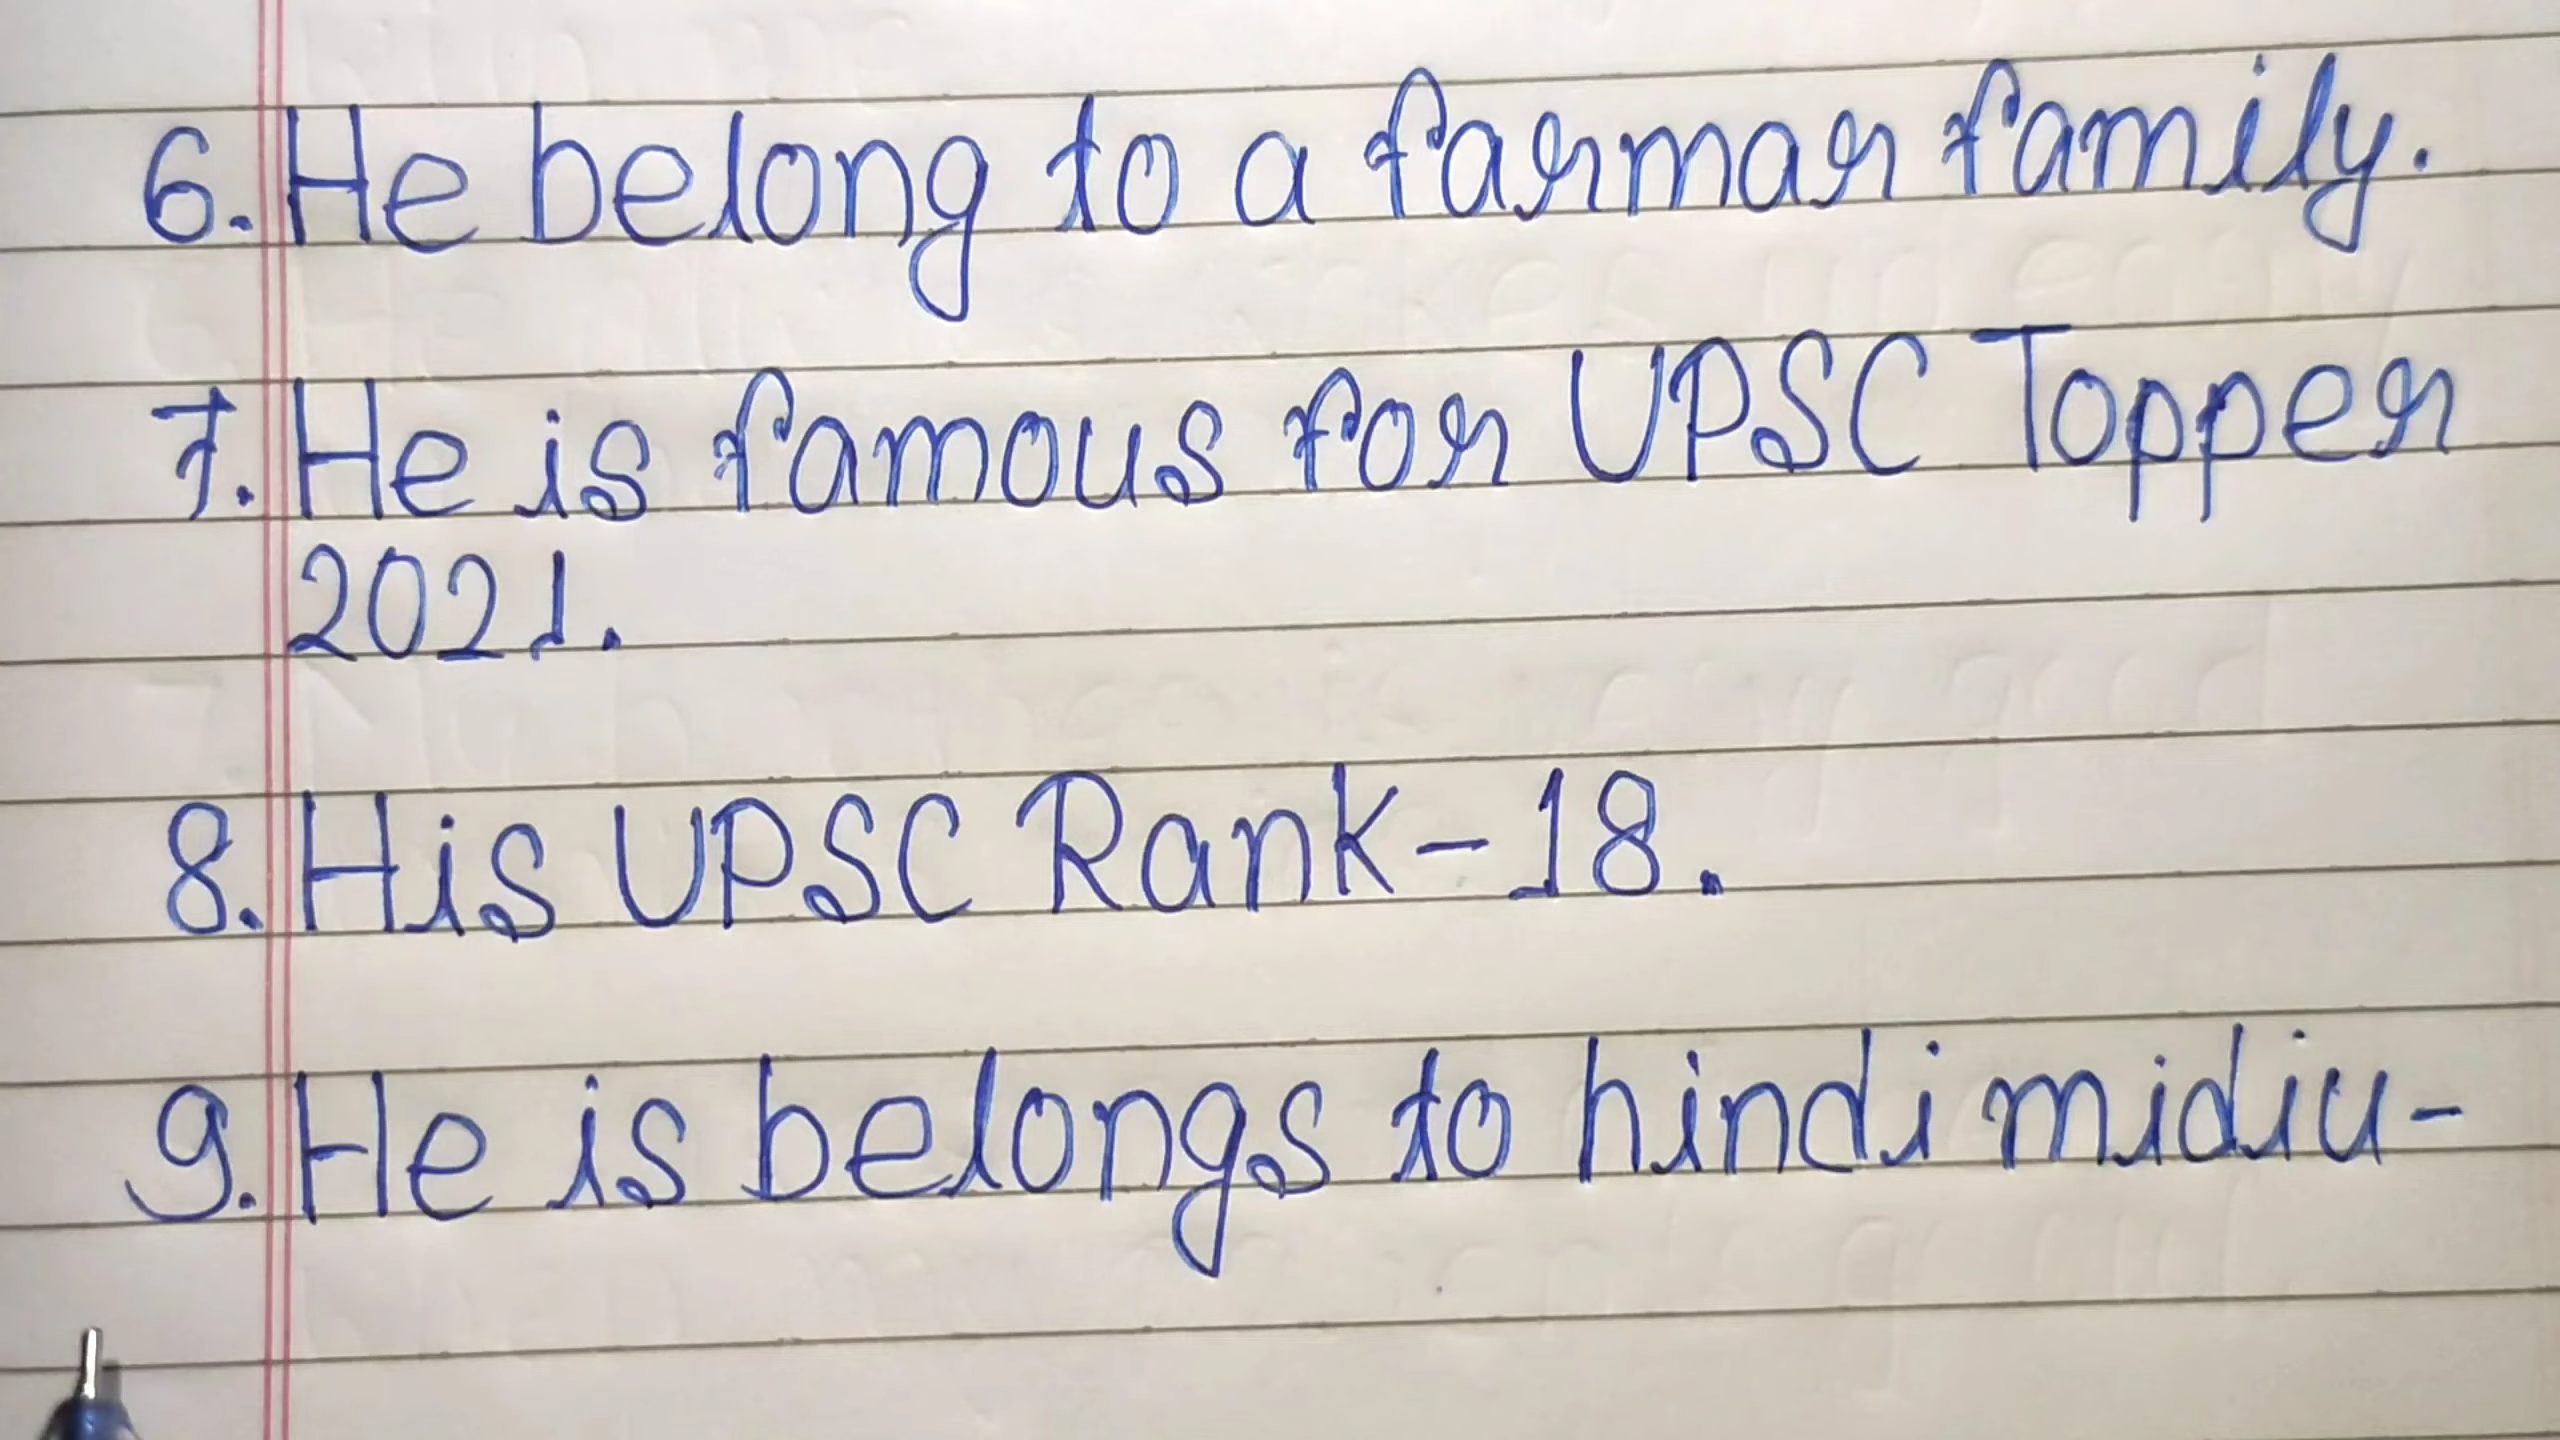 6. He belong to a farmar family.
7. He is famous for UPSC Topper
2021.
8. His UPSC Rank-18.
9. He is belongs to hindi midiu-